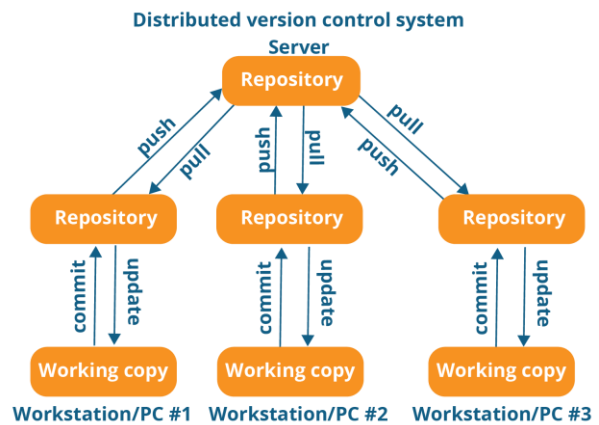 Distributed version control system
Server
Repository
push
pull
push
pull
push
pull
Repository
Repository
Repository
commit
update
commit
update
commit
update
Working copy
Working copy
Working copy
Workstation/PC #1
Workstation/PC #2
Workstation/PC #3